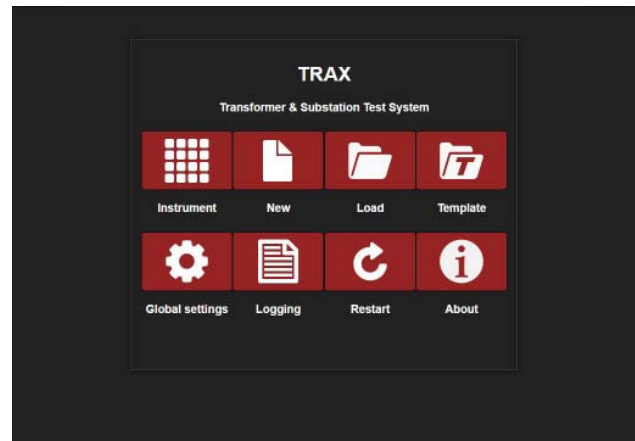 TRAX
Transformer & Substation Test System
Instrument New Load Template
Global settings Logging Restart About